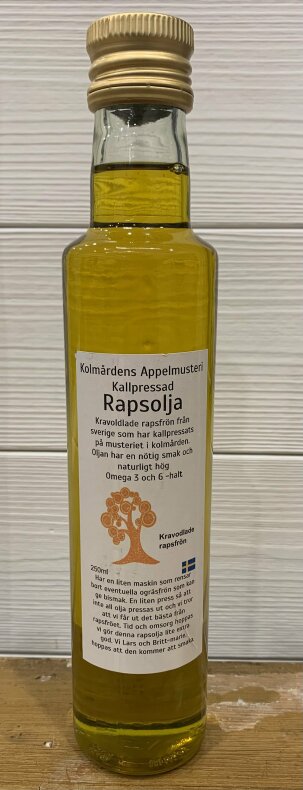 Kolmårdens Appelmusteri
Kallpressad
Rapsolja
Kravoldlade rapsfrön från
sverige som har kallpressats
på musteriet i kolmården.
Oljan har en nötig smak och
naturligt hög
Omega 3 och 6 -halt
Kravodlade
rapsfrön
250ml
Har en liten maskin som rensar
bort eventuella ogräsfrön som kan
ge bismak. En liten press så att
inte all olja pressas ut och vi tror
att vi får ut det bästa från
rapsfröet. Tid och omsorg hoppas
vi gör denna rapsolja lite extra
god. Vi Lars och Britt-marie
hoppas att den kommer att smaka.